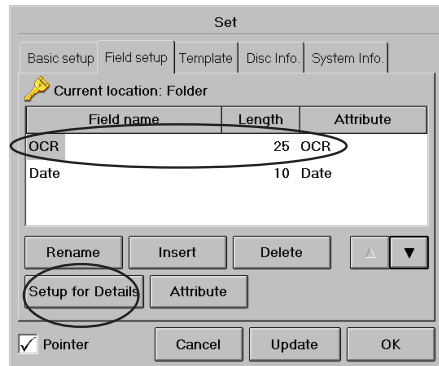 Set
Basic setup Field setup Template Disc Info. System Info.
Current location: Folder
Field name Length Attribute
OCR 25 OCR
Date 10 Date
Rename Insert Delete
Setup for Details Attribute
Pointer Cancel Update OK